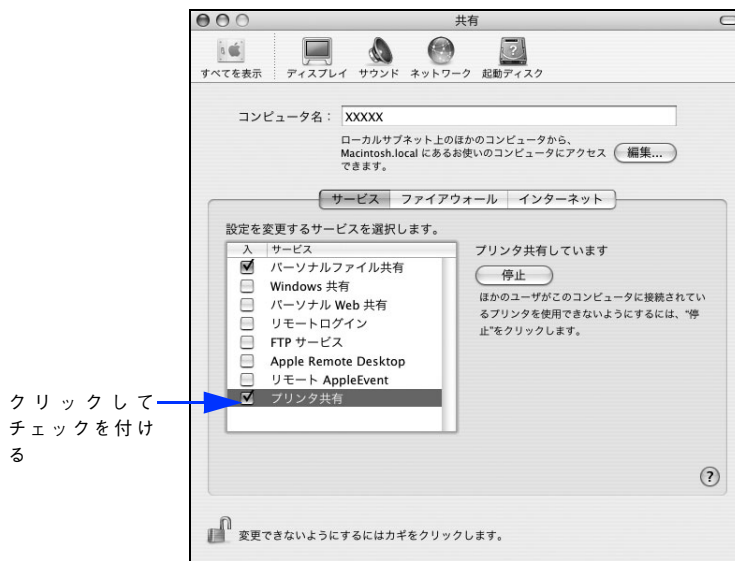 共有
すべてを表示 ディスプレイ サウンド ネットワーク 起動ディスク
コンピュータ名： XXXXX
ローカルサブネット上のほかのコンピュータから、
Macintosh.local にあるお使いのコンピュータにアクセス
できます。
編集...
サービス ファイアウォール インターネット
設定を変更するサービスを選択します。
入 サービス
パーソナルファイル共有
Windows 共有
パーソナル Web 共有
リモートログイン
FTP サービス
Apple Remote Desktop
リモート AppleEvent
プリンタ共有
プリンタ共有しています
停止
ほかのユーザがこのコンピュータに接続されてい
るプリンタを使用できないようにするには、"停
止"をクリックします。
クリックして
チェックを付け
る
?
変更できないようにするにはカギをクリックします。